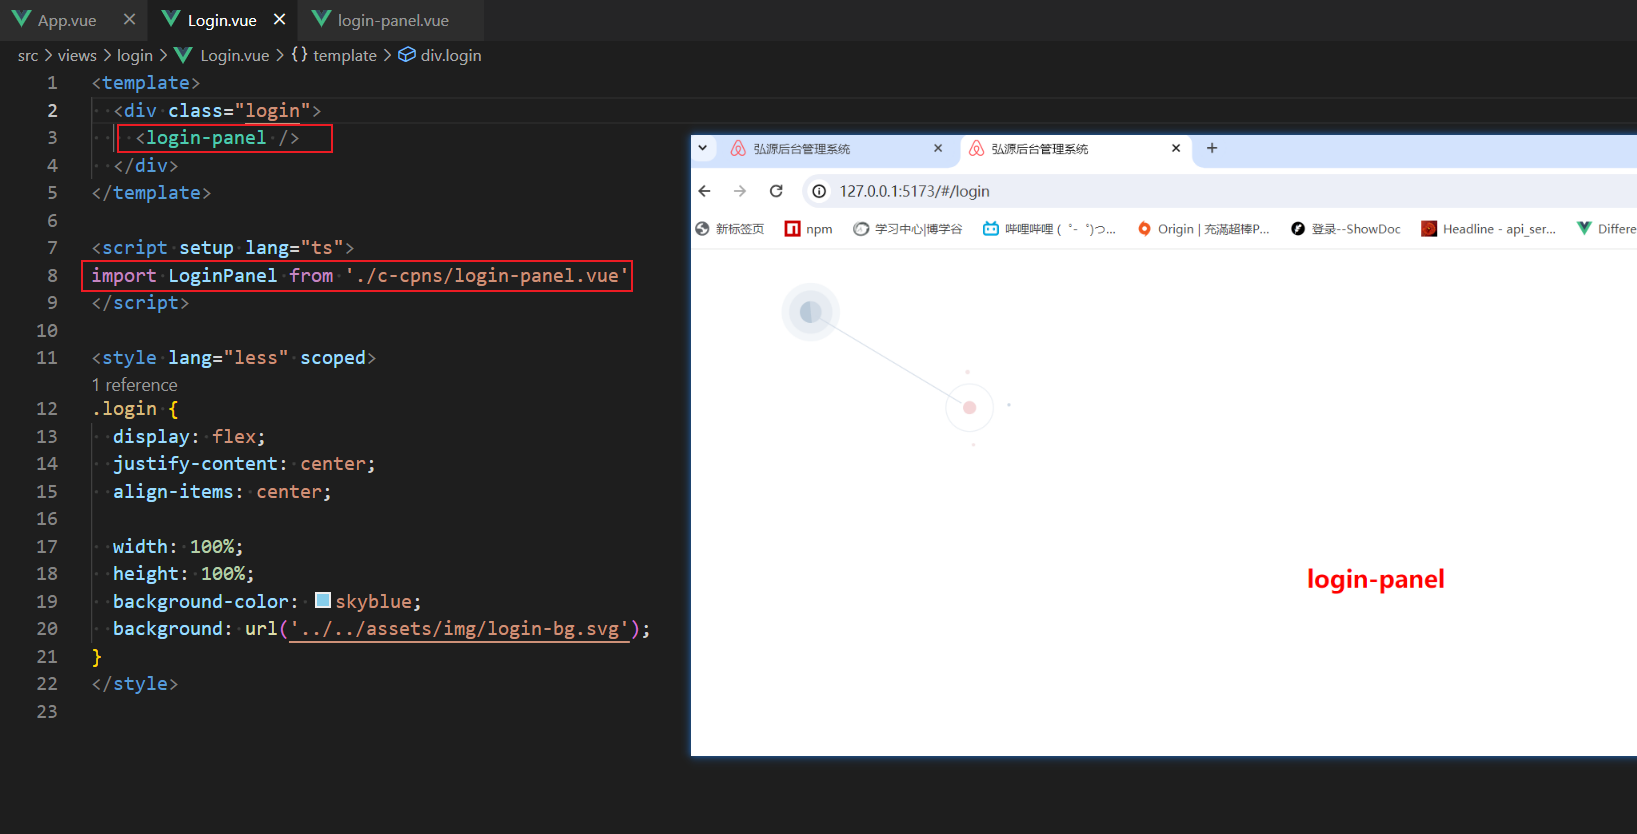 App.vue
Login.vue
login-panel.vue
src > views > login > Login.vue > {} template > div.login
1 <template>
2 <div class="login">
3 <login-panel />
4 </div>
5 </template>
6
7 <script setup lang="ts">
8 import LoginPanel from './c-cpns/login-panel.vue'
9 </script>
10
11 <style lang="less" scoped>
1 reference
12 .login {
13 display: flex;
14 justify-content: center;
15 align-items: center;
16
17 width: 100%;
18 height: 100%;
19 background-color: skyblue;
20 background: url('../../assets/img/login-bg.svg');
21 }
22 </style>
23
弘源后台管理系统
弘源后台管理系统
127.0.0.1:5173/#/login
新标签页
npm
学习中心|博学谷
哔哩哔哩 ( ゜- ゜)つ...
Origin | 充满超棒P...
登录--ShowDoc
Headline - api_ser...
Differe
login-panel